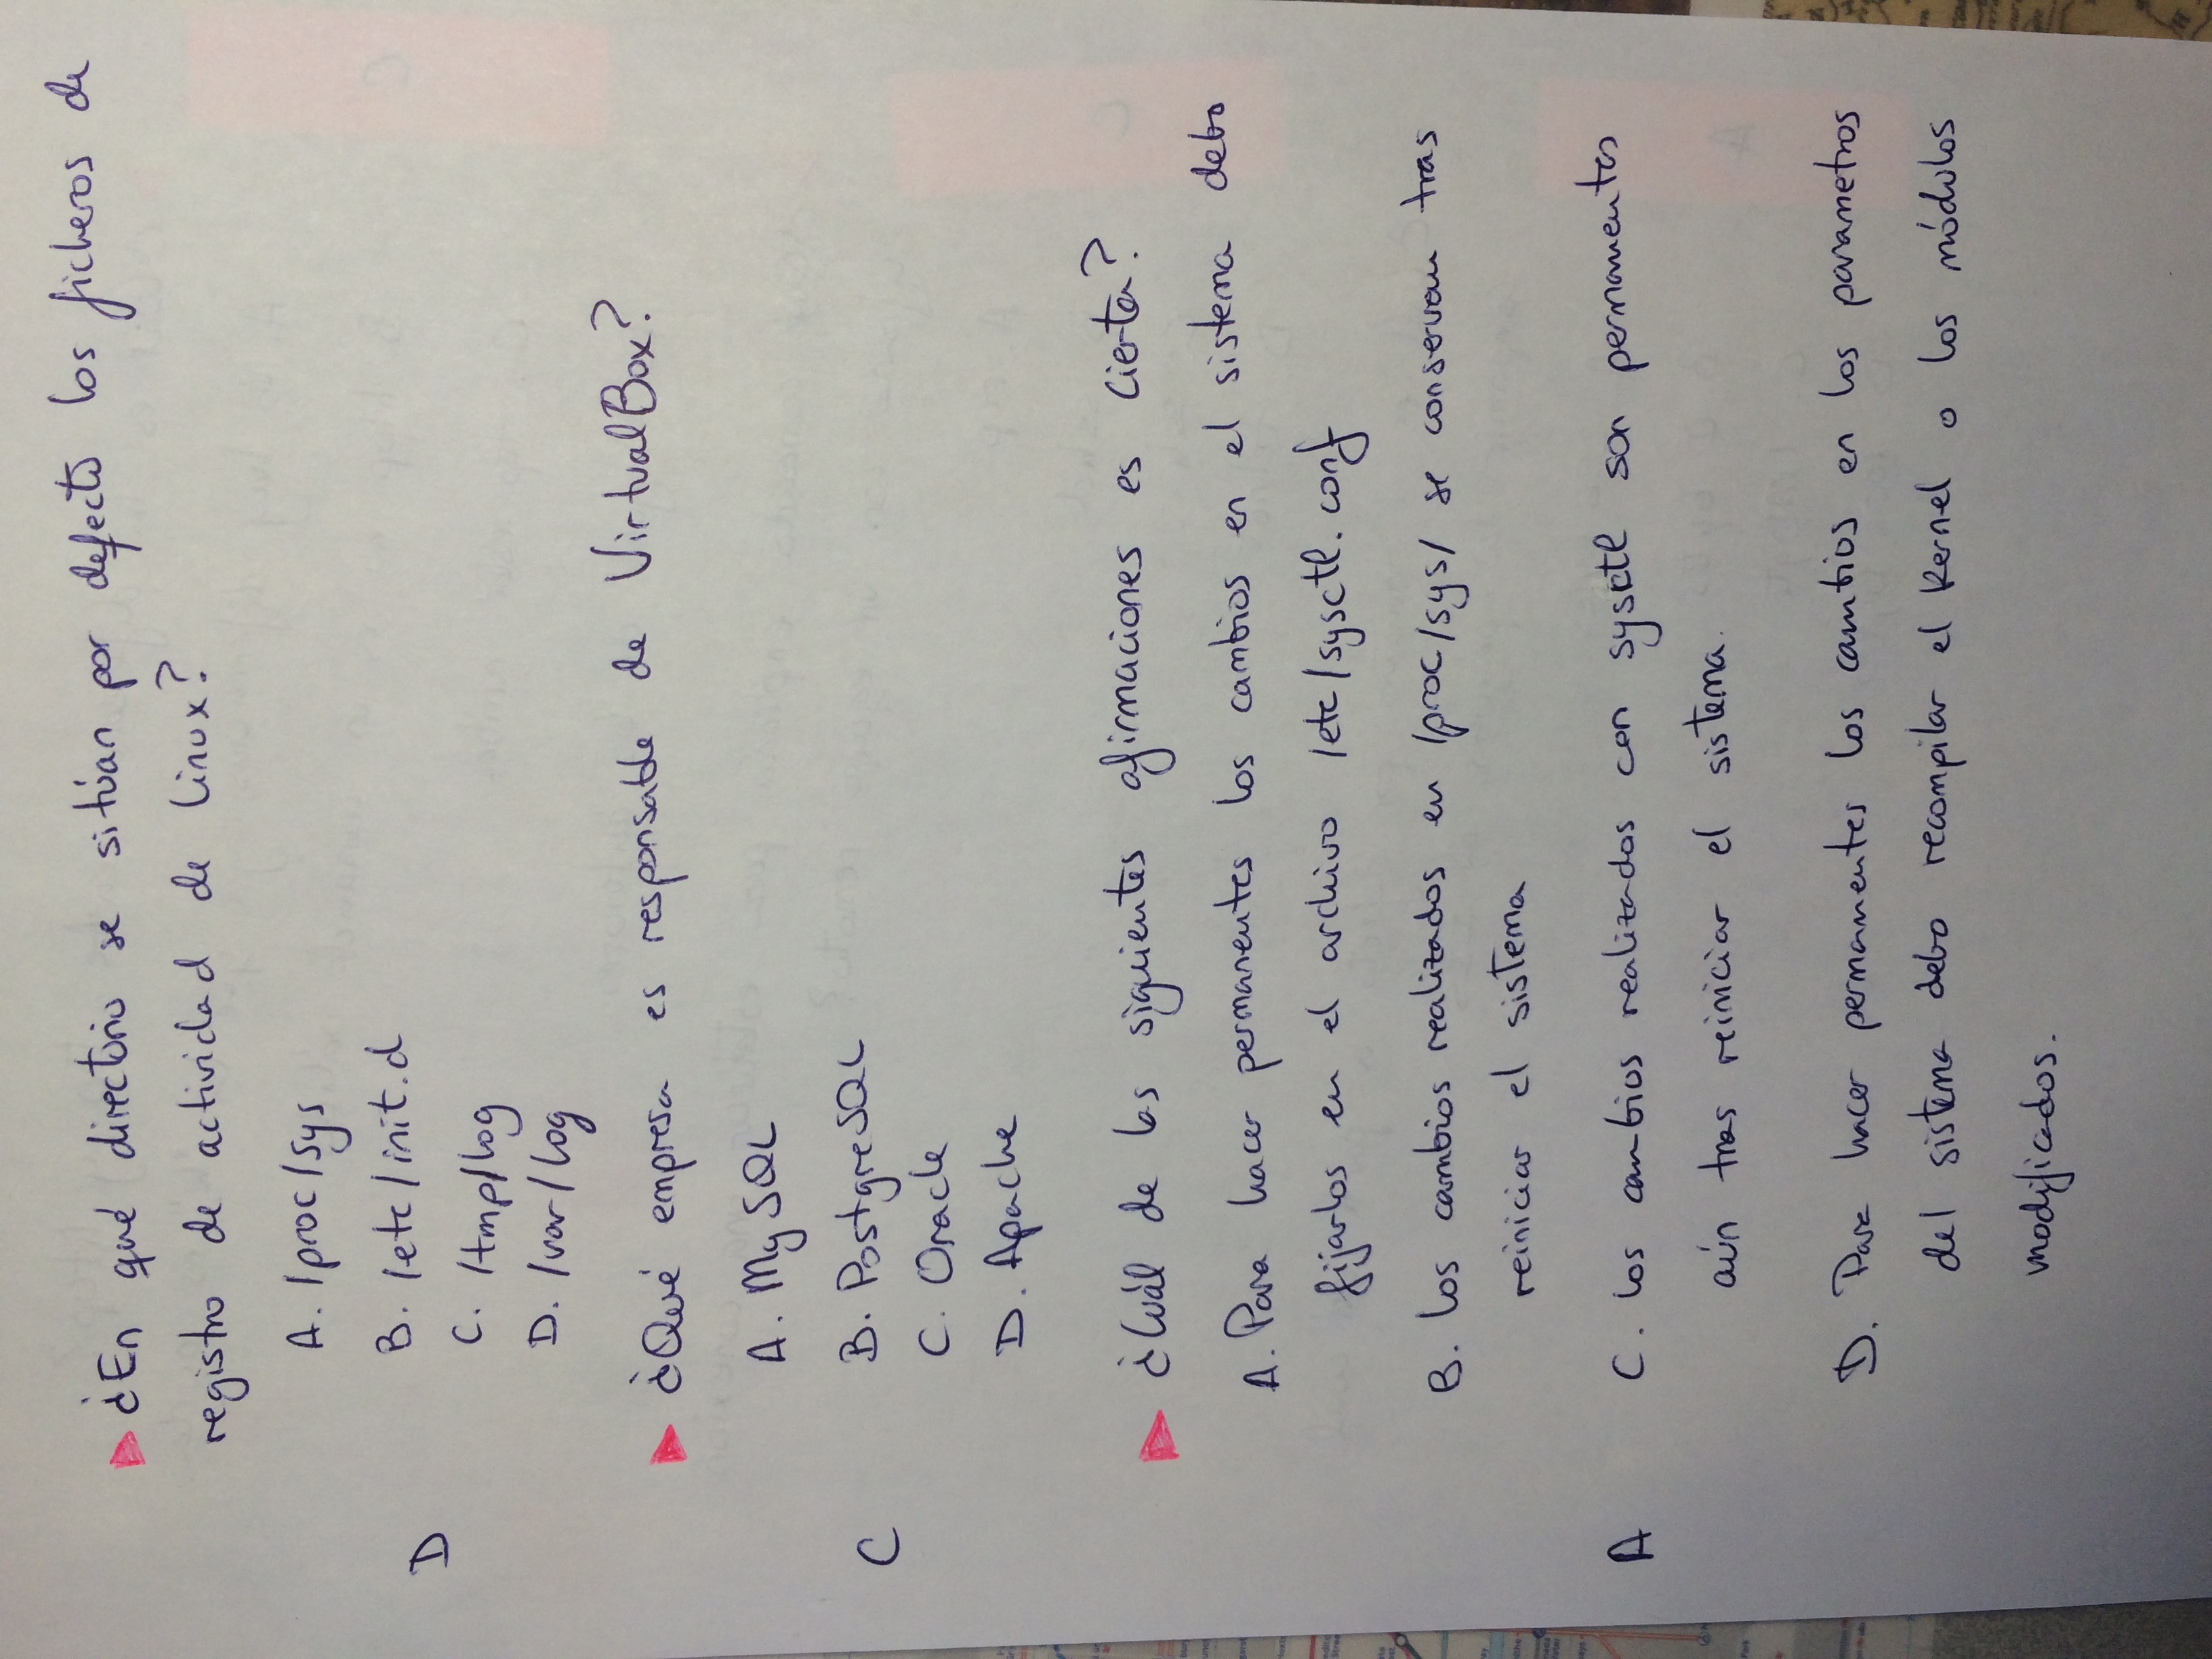 ¿En qué directorio se sitúan por defecto los ficheros de
registro de actividad de Linux?
A. /proc/sys
B. /etc/init.d
D
C. /tmp/log
D. /var/log
¿Qué empresa es responsable de VirtualBox?
A. MySQL
B. PostgreSQL
C
C. Oracle
D. Apache
¿Cuál de las siguientes afirmaciones es cierta?
A. Para hacer permanentes los cambios en el sistema debo
fijarlos en el archivo /etc/sysctl.conf
B. Los cambios realizados en /proc/sys/ se conservan tras
reiniciar el sistema
A
C. Los cambios realizados con sysctl son permanentes
aún tras reiniciar el sistema.
D. Para hacer permanentes los cambios en los parametros
del sistema debo recompilar el kernel o los módulos
modificados.